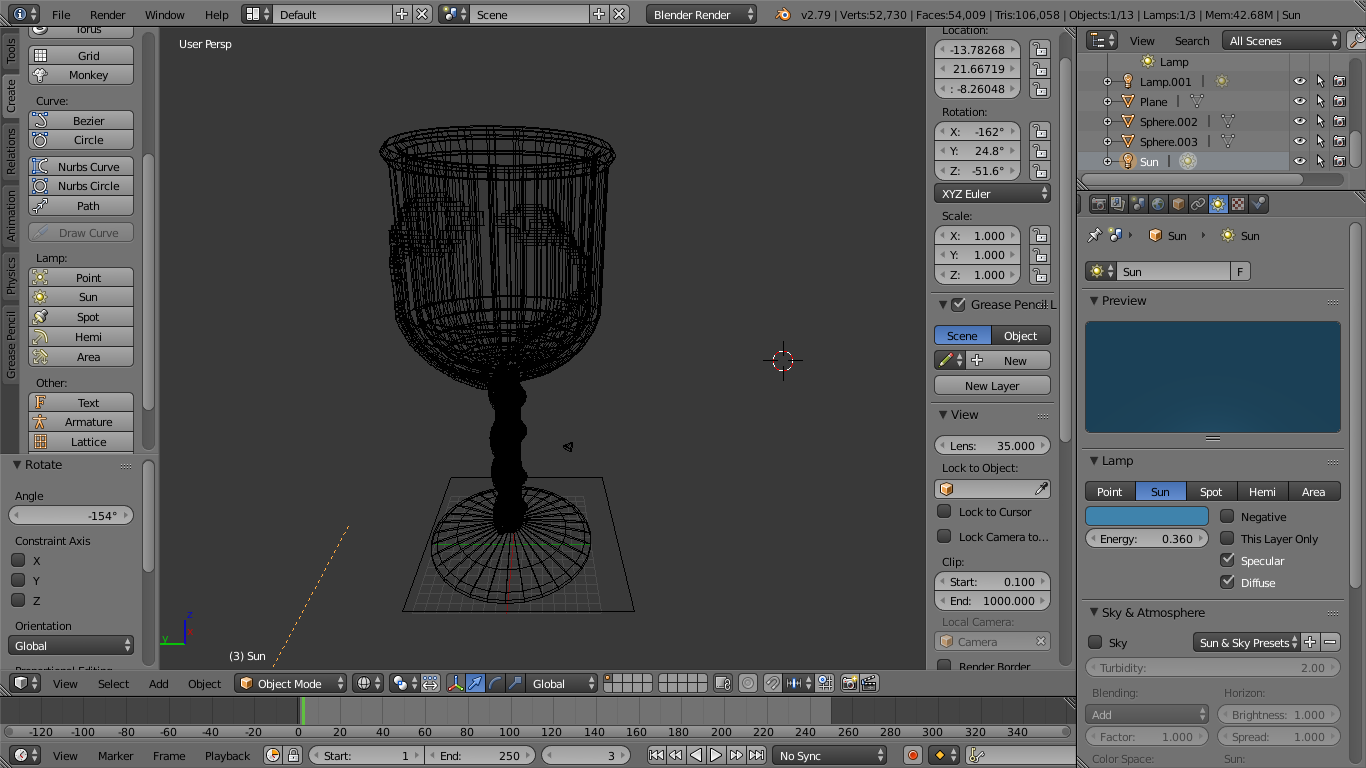 File Render Window Help Default Scene Blender Render v2.79 | Verts:52,730 | Faces:54,009 | Tris:106,058 | Objects:1/13 | Lamps:1/3 | Mem:42.68M | Sun
Tools
Create
Relations
Animation
Physics
Grease Pencil
Torus
Grid
Monkey
Curve:
Bezier
Circle
Nurbs Curve
Nurbs Circle
Path
Draw Curve
Lamp:
Point
Sun
Spot
Hemi
Area
Other:
Text
Armature
Lattice
Rotate
Angle
-154°
Constraint Axis
X
Y
Z
Orientation
Global
User Persp
z
y
(3) Sun
Location:
-13.78268
21.66719
: -8.26048
Rotation:
X: -162°
Y: 24.8°
Z: -51.6°
XYZ Euler
Scale:
X: 1.000
Y: 1.000
Z: 1.000
Grease Pencil L
Scene Object
New
New Layer
View
Lens: 35.000
Lock to Object:
Lock to Cursor
Lock Camera to...
Clip:
Start: 0.100
End: 1000.000
Local Camera:
Camera
Render Border
View Search All Scenes
Lamp
Lamp.001
Plane
Sphere.002
Sphere.003
Sun
Sun Sun
Sun F
Preview
Lamp
Point Sun Spot Hemi Area
Negative
Energy: 0.360 This Layer Only
Specular
Diffuse
Sky & Atmosphere
Sky Sun & Sky Presets
Turbidity: 2.00
Blending: Horizon:
Add Brightness: 1.000
Factor: 1.000 Spread: 1.000
Color Space: Sun:
View Select Add Object Object Mode Global
-120 -100 -80 -60 -40 -20 0 20 40 60 80 100 120 140 160 180 200 220 240 260 280 300 320 340
View Marker Frame Playback Start: 1 End: 250 3 No Sync